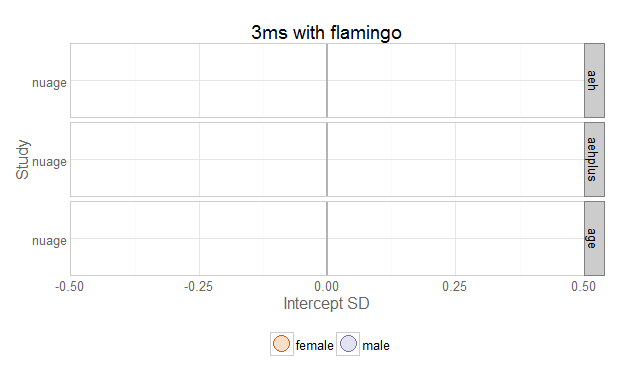 3ms with flamingo
nuage
aeh
nuage
aehplus
nuage
age
Study
-0.50 -0.25 0.00 0.25 0.50
Intercept SD
female male